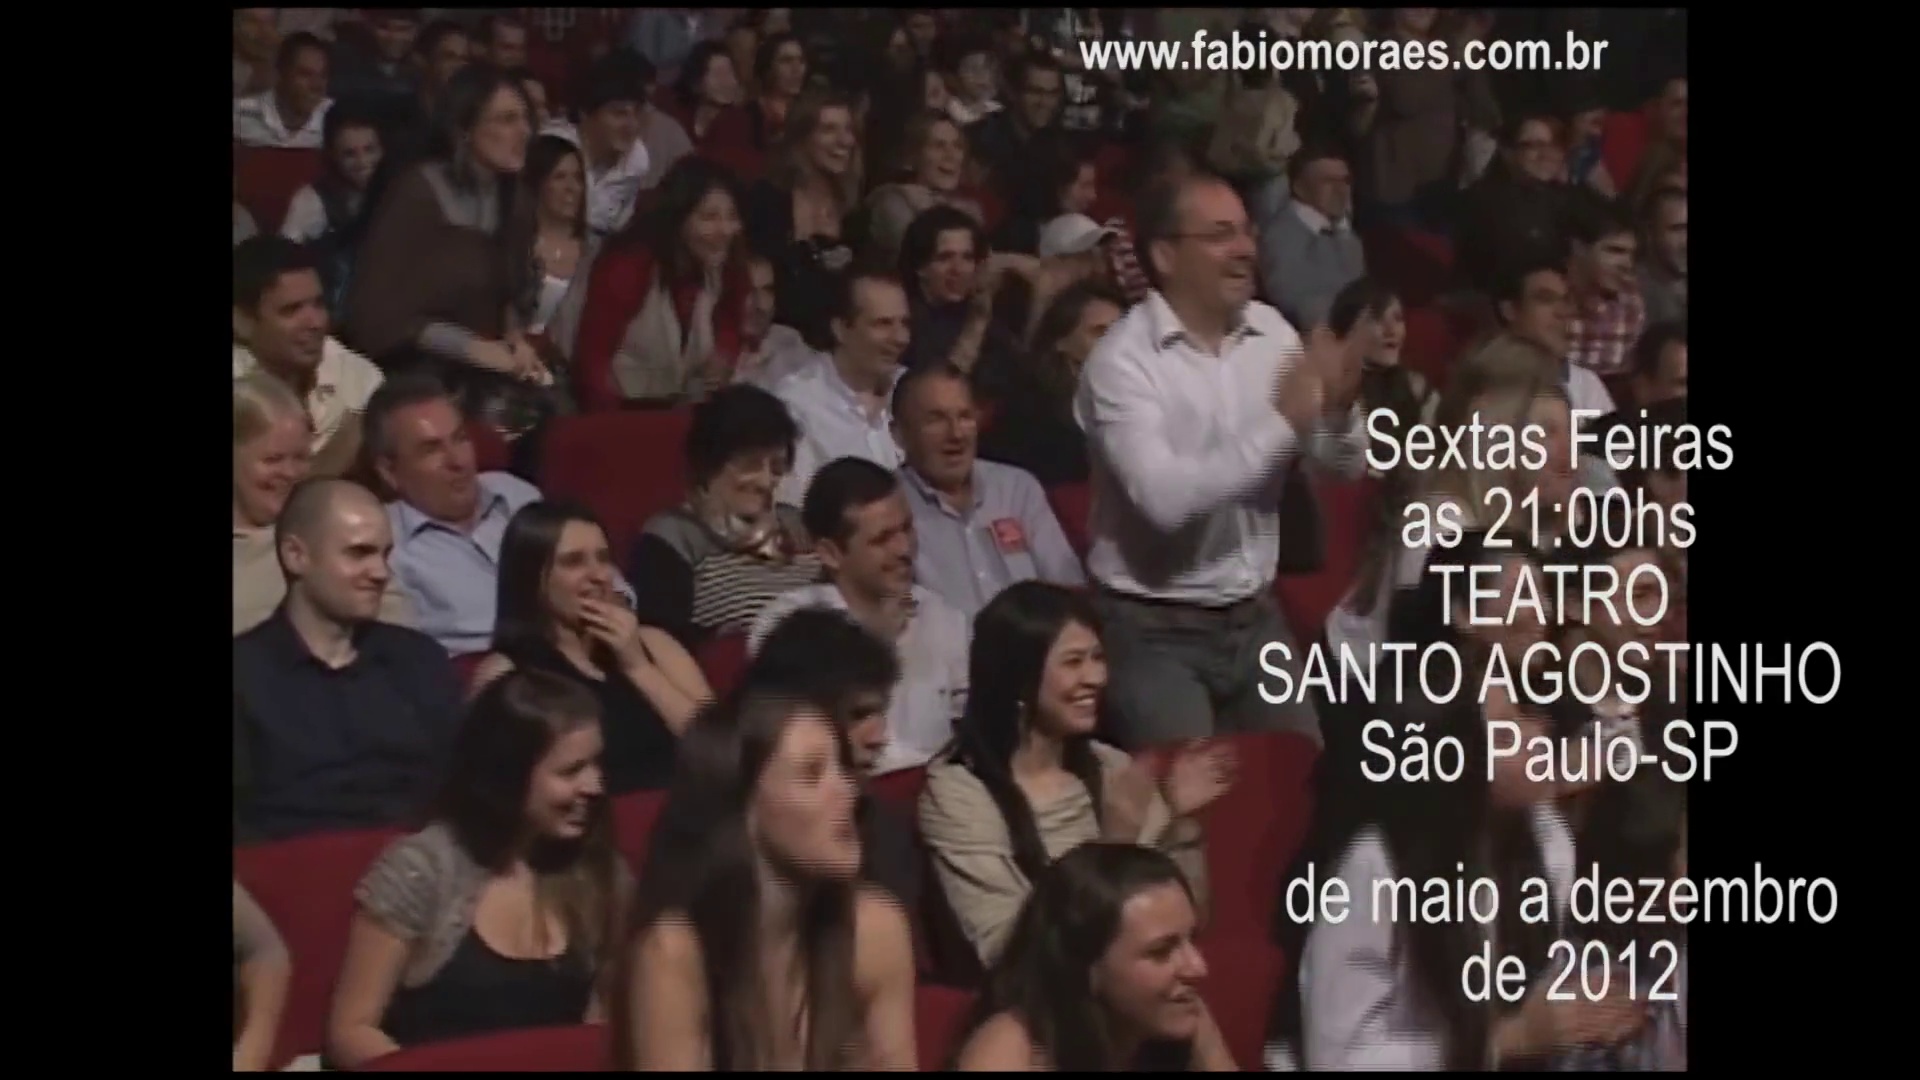 www.fabiomoraes.com.br
Sextas Feiras
as 21:00hs
TEATRO
SANTO AGOSTINHO
São Paulo-SP
de maio a dezembro
de 2012